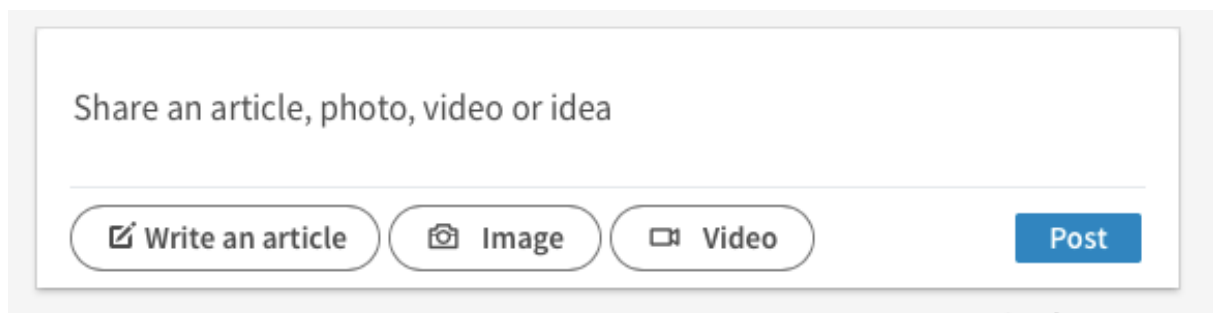 Share an article, photo, video or idea
Write an article Image Video Post